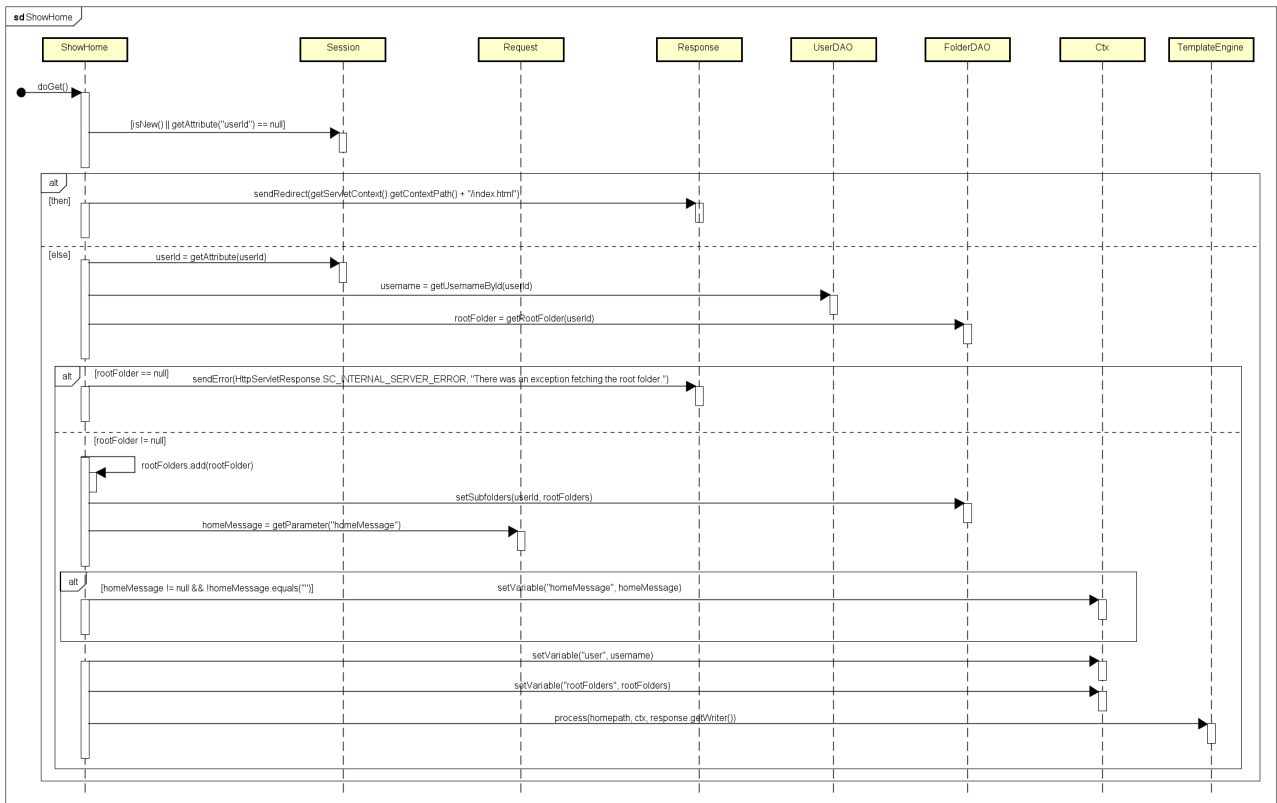 sd ShowHome
ShowHome Session Request Response UserDAO FolderDAO Ctx TemplateEngine
doGet()
[isNew() || getAttribute("userId") == null]
alt
sendRedirect(getServletContext().getContextPath() + "/index.html")
[then]
[else]
userId = getAttribute(userId)
username = getUsernameById(userId)
rootFolder = getRootFolder(userId)
alt
[rootFolder == null]
sendError(HttpServletResponse.SC_INTERNAL_SERVER_ERROR, "There was an exception fetching the root folder.")
[rootFolder != null]
rootFolders.add(rootFolder)
setSubfolders(userId, rootFolders)
homeMessage = getParameter("homeMessage")
alt
[homeMessage != null && !homeMessage.equals("")]
setVariable("homeMessage", homeMessage)
setVariable("user", username)
setVariable("rootFolders", rootFolders)
process(homepath, ctx, response.getWriter())